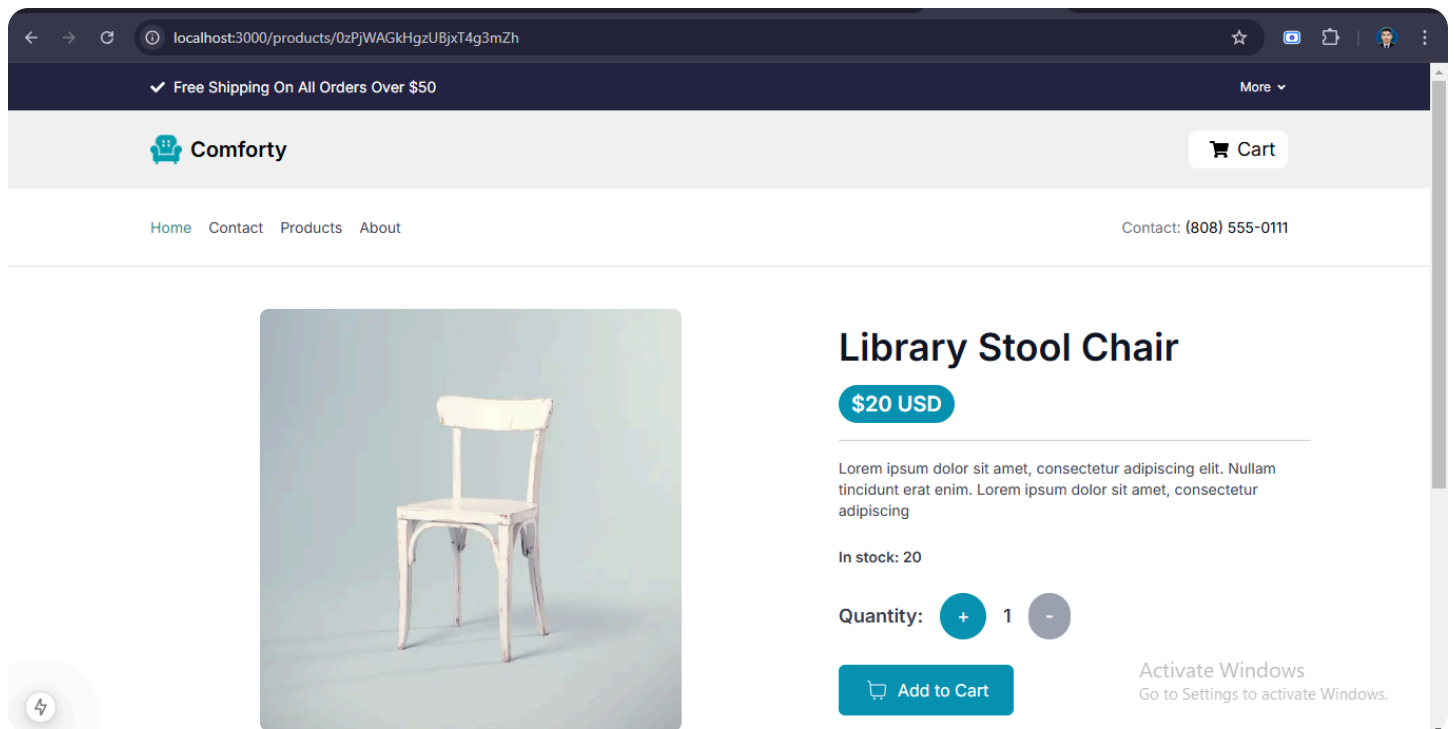 localhost:3000/products/0zPjWAGkHgzUBjxT4g3mZh
Free Shipping On All Orders Over $50
More
Comforty
Cart
Home Contact Products About
Contact: (808) 555-0111
Library Stool Chair
$20 USD
Lorem ipsum dolor sit amet, consectetur adipiscing elit. Nullam
tincidunt erat enim. Lorem ipsum dolor sit amet, consectetur
adipiscing
In stock: 20
Quantity: + 1 -
Add to Cart
Activate Windows
Go to Settings to activate Windows.